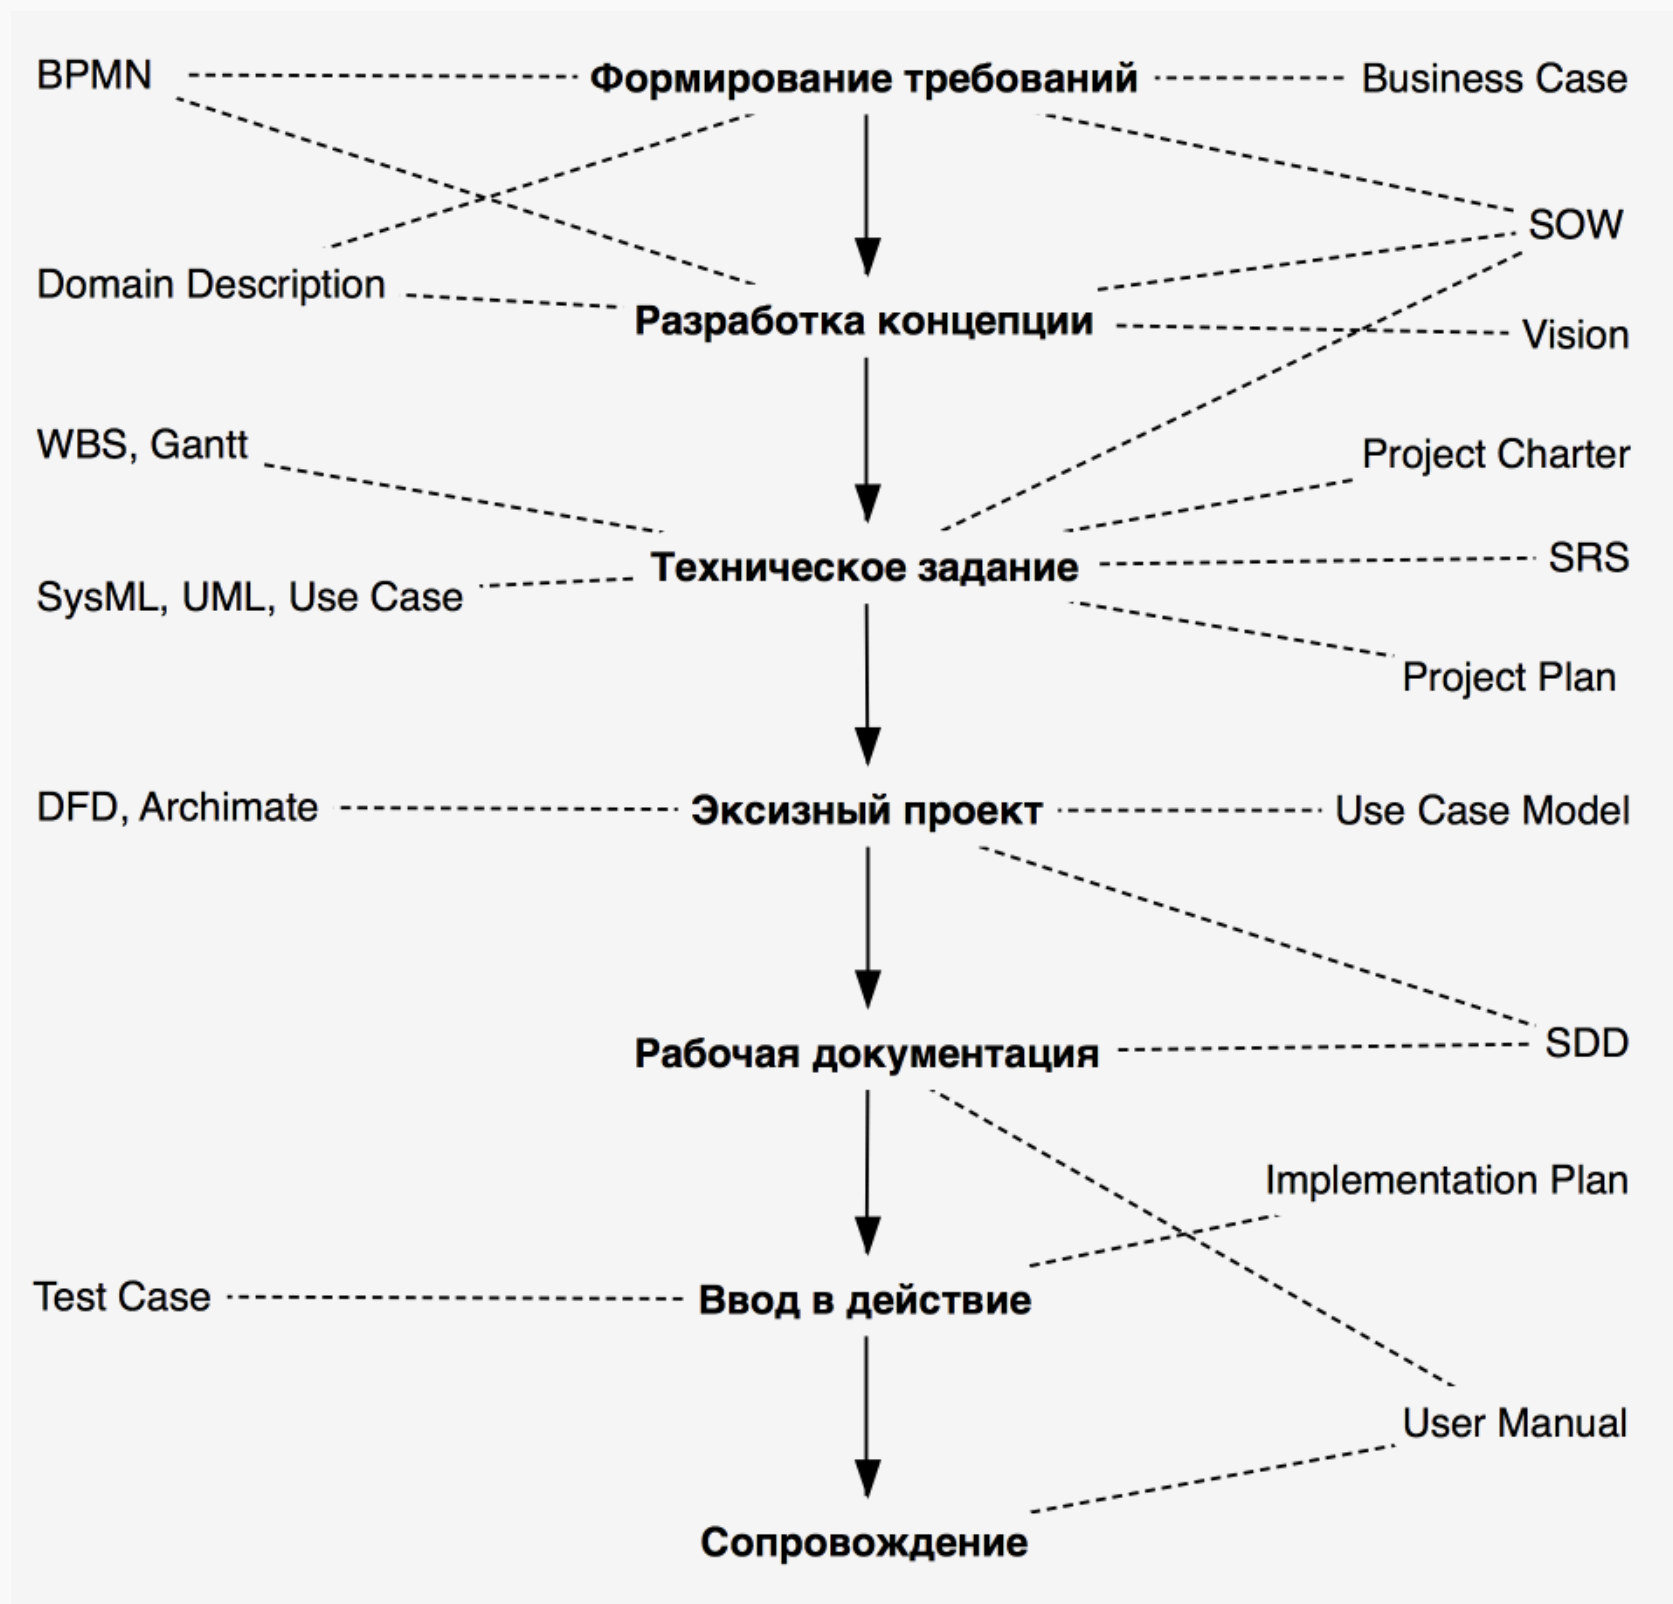 BPMN
Формирование требований
Business Case
SOW
Domain Description
Разработка концепции
Vision
WBS, Gantt
Project Charter
Техническое задание
SRS
SysML, UML, Use Case
Project Plan
DFD, Archimate
Эксизный проект
Use Case Model
Рабочая документация
SDD
Implementation Plan
Test Case
Ввод в действие
User Manual
Сопровождение